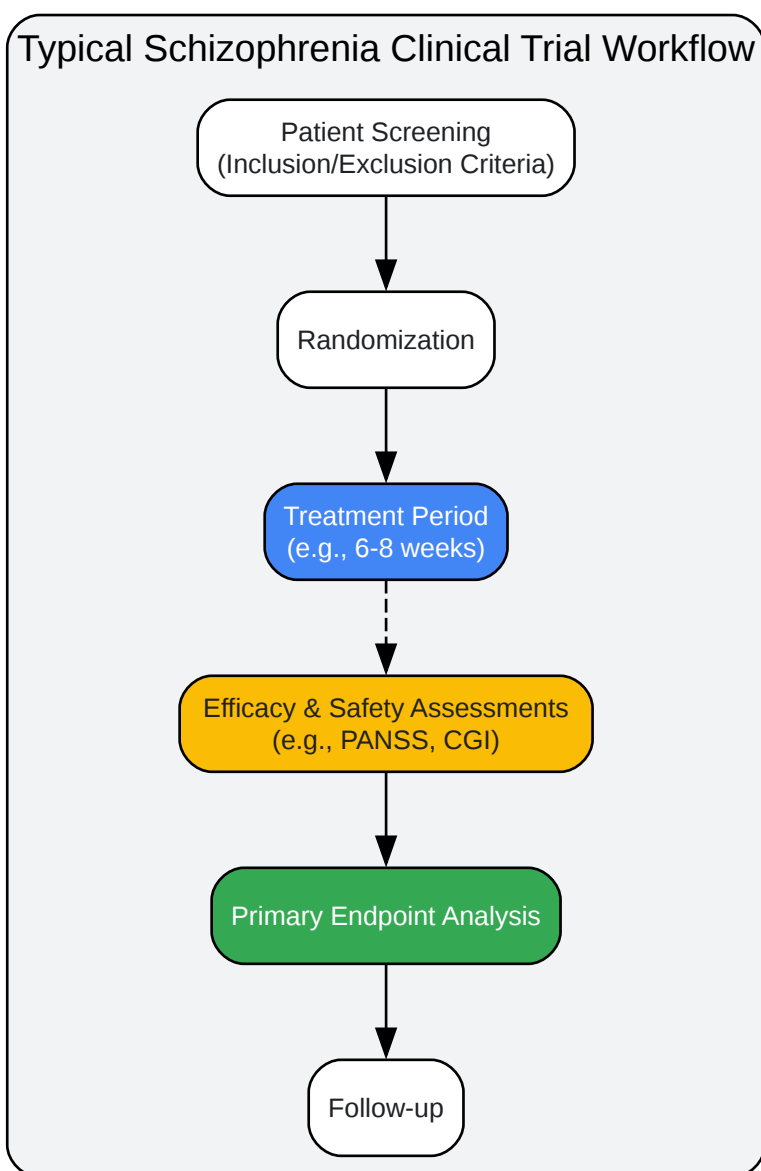 Typical Schizophrenia Clinical Trial Workflow
Patient Screening
(Inclusion/Exclusion Criteria)
Randomization
Treatment Period
(e.g., 6-8 weeks)
Efficacy & Safety Assessments
(e.g., PANSS, CGI)
Primary Endpoint Analysis
Follow-up